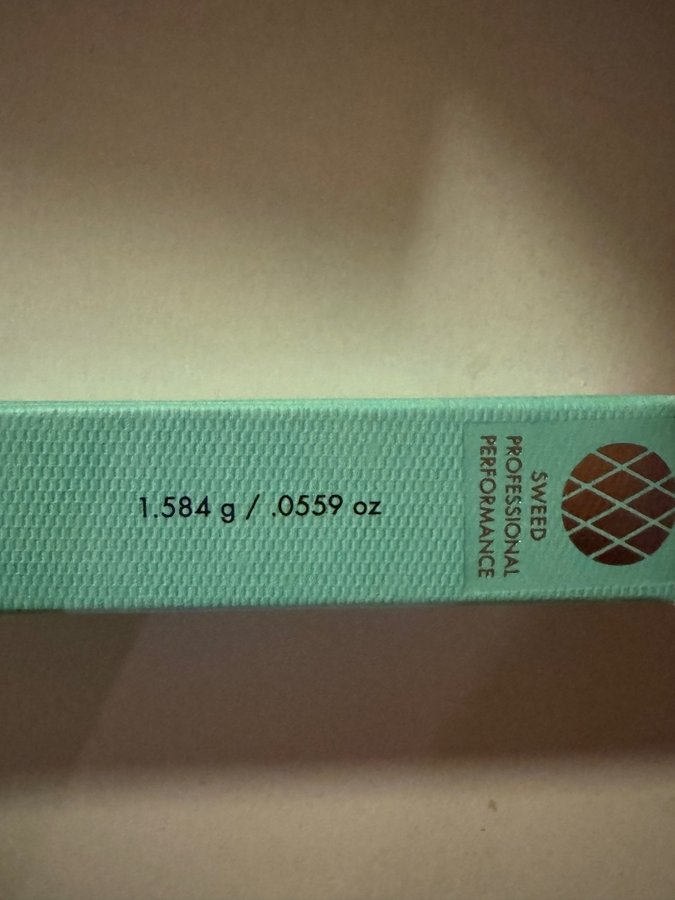 1.584 g / .0559 oz
SWEED
PROFESSIONAL
PERFORMANCE